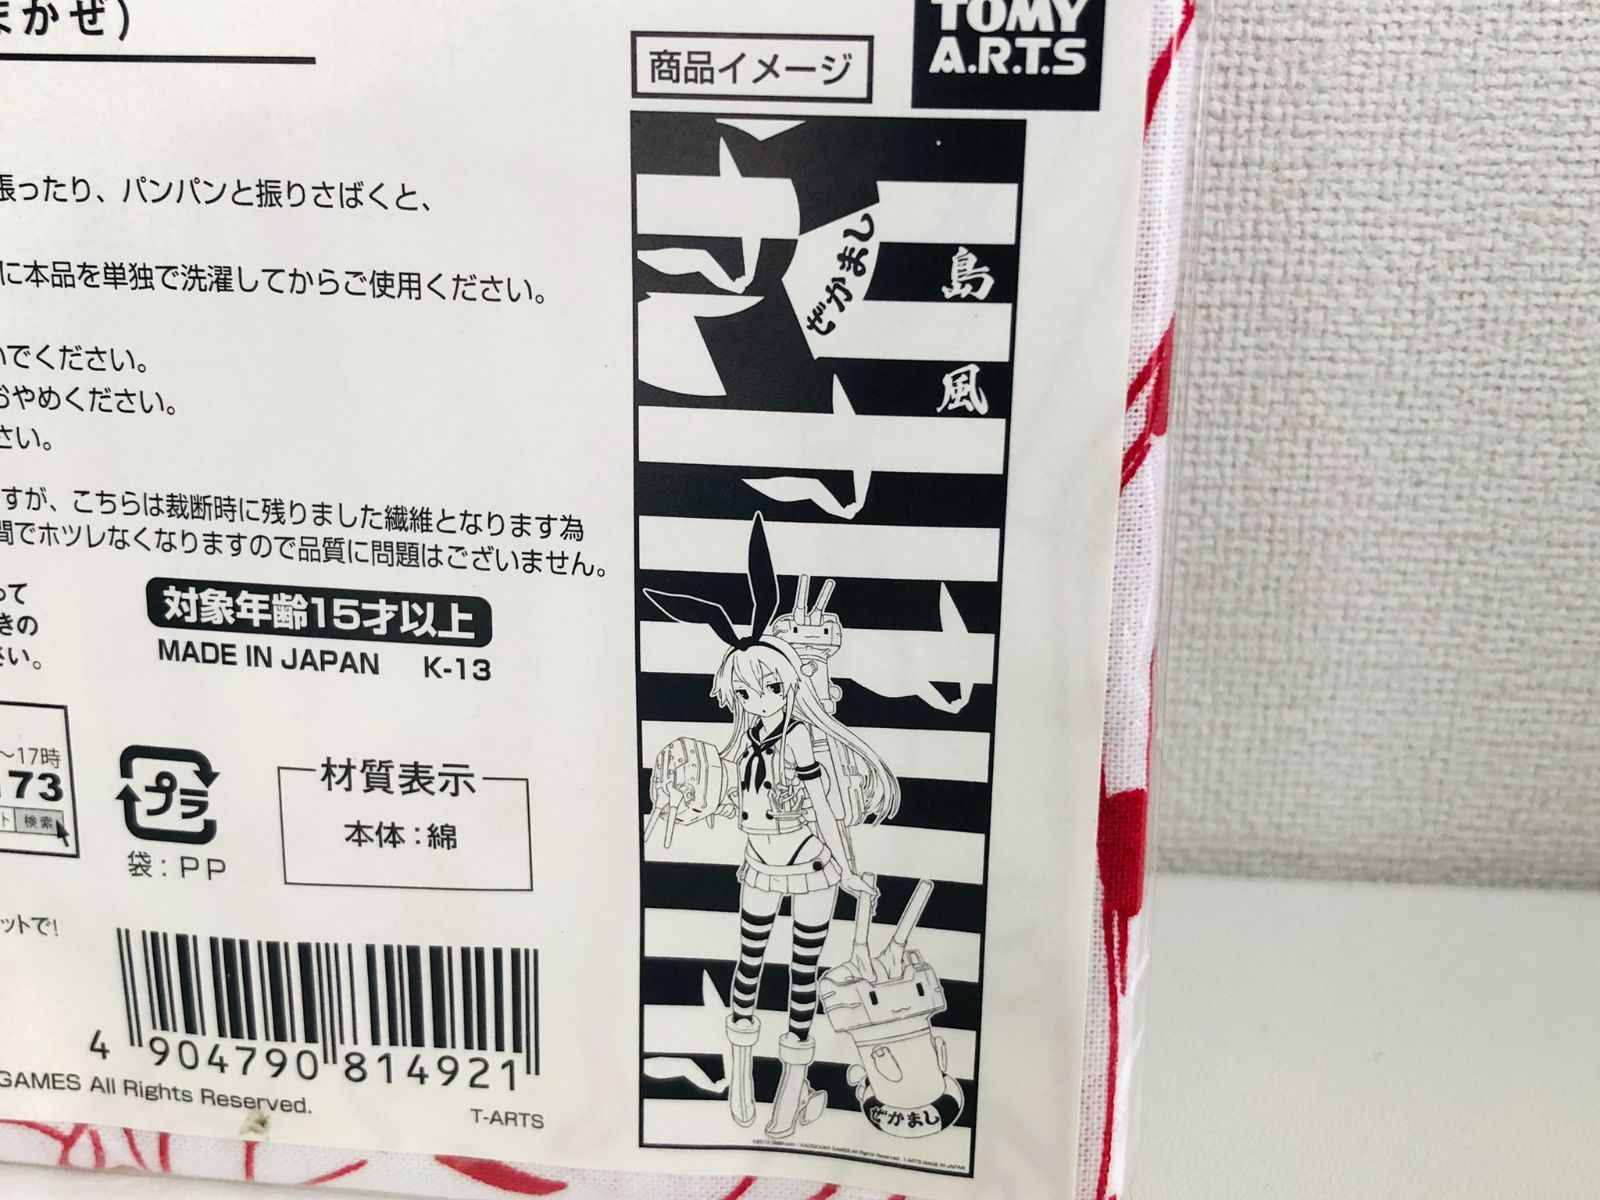 まかぜ)
TOMY
A.R.T.S
商品イメージ
張ったり、パンパンと振りさばくと、
に本品を単独で洗濯してからご使用ください。
いでください。
おやめください。
さい。
すが、こちらは裁断時に残りました繊維となります為
間でホツレなくなりますので品質に問題はございません。
って
きの
さい。
対象年齢15才以上
MADE IN JAPAN K-13
〜17時
173
ット 検索
プラ
袋:PP
材質表示
本体:綿
ットで!
4 904790 814921
GAMES All Rights Reserved.
T-ARTS
ぜかまし
島
風
ぜかまし